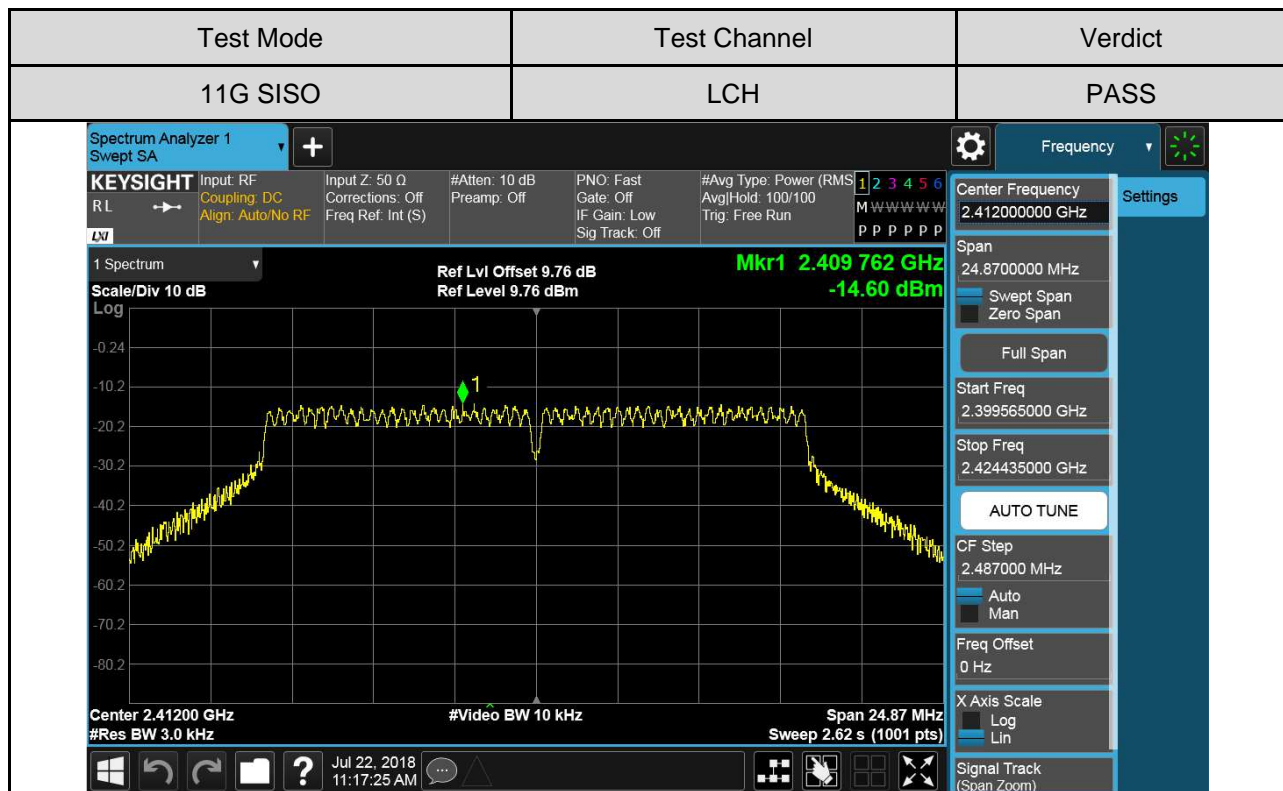 Test Mode Test Channel Verdict
11G SISO LCH PASS
Spectrum Analyzer 1
Swept SA
+
Frequency
KEYSIGHT Input: RF Input Z: 50 Ω #Atten: 10 dB PNO: Fast #Avg Type: Power (RMS 1 2 3 4 5 6
RL Coupling: DC Corrections: Off Preamp: Off Gate: Off Avg|Hold: 100/100 M W W W W W
Align: Auto/No RF Freq Ref: Int (S) IF Gain: Low Trig: Free Run
LXI Sig Track: Off P P P P P P
Center Frequency
2.412000000 GHz
Settings
1 Spectrum Ref Lvl Offset 9.76 dB Mkr1 2.409 762 GHz
Scale/Div 10 dB Ref Level 9.76 dBm -14.60 dBm
Log
-0.24
-10.2
1
-20.2
-30.2
-40.2
-50.2
-60.2
-70.2
-80.2
Center 2.41200 GHz #Video BW 10 kHz Span 24.87 MHz
#Res BW 3.0 kHz Sweep 2.62 s (1001 pts)
Span
24.8700000 MHz
Swept Span
Zero Span
Full Span
Start Freq
2.399565000 GHz
Stop Freq
2.424435000 GHz
AUTO TUNE
CF Step
2.487000 MHz
Auto
Man
Freq Offset
0 Hz
X Axis Scale
Log
Lin
Signal Track
(Span Zoom)
? Jul 22, 2018
11:17:25 AM